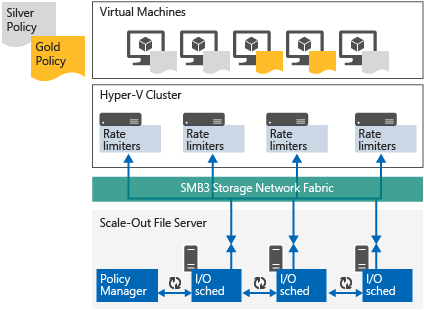 Silver
Policy
Gold
Policy
Virtual Machines
Hyper-V Cluster
Rate
limiters
Rate
limiters
Rate
limiters
Rate
limiters
SMB3 Storage Network Fabric
Scale-Out File Server
Policy
Manager
I/O
sched
I/O
sched
I/O
sched